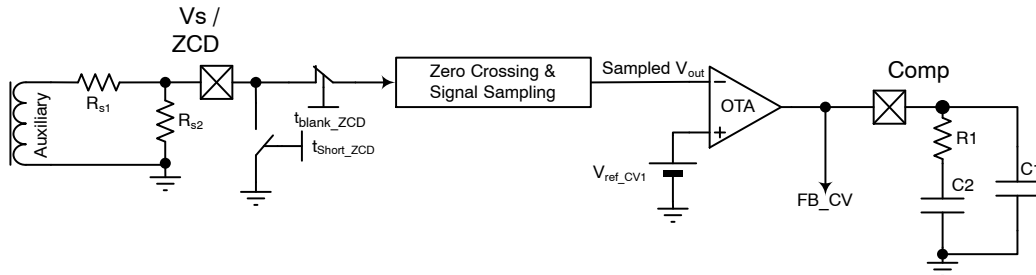 Vs /
ZCD
Rs1
Rs2
Auxiliary
tblank_ZCD
tShort_ZCD
Zero Crossing &
Signal Sampling
Sampled Vout
−
OTA
+
Vref_CV1
FB_CV
Comp
R1
C2
C1